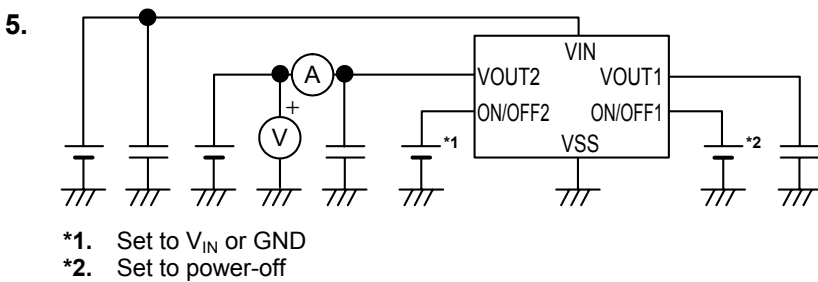 5.
VIN
A
VOUT2 VOUT1
+
ON/OFF2 ON/OFF1
V
*1 VSS *2
*1. Set to VIN or GND
*2. Set to power-off